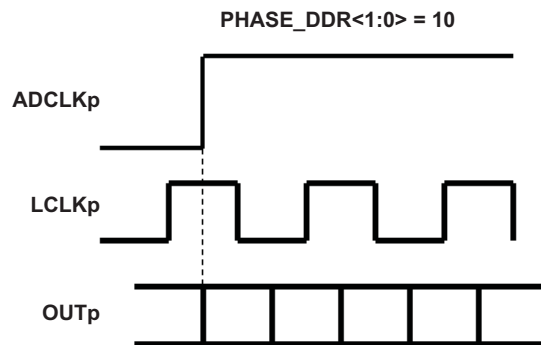 PHASE_DDR<1:0> = 10
ADCLKp
LCLKp
OUTp